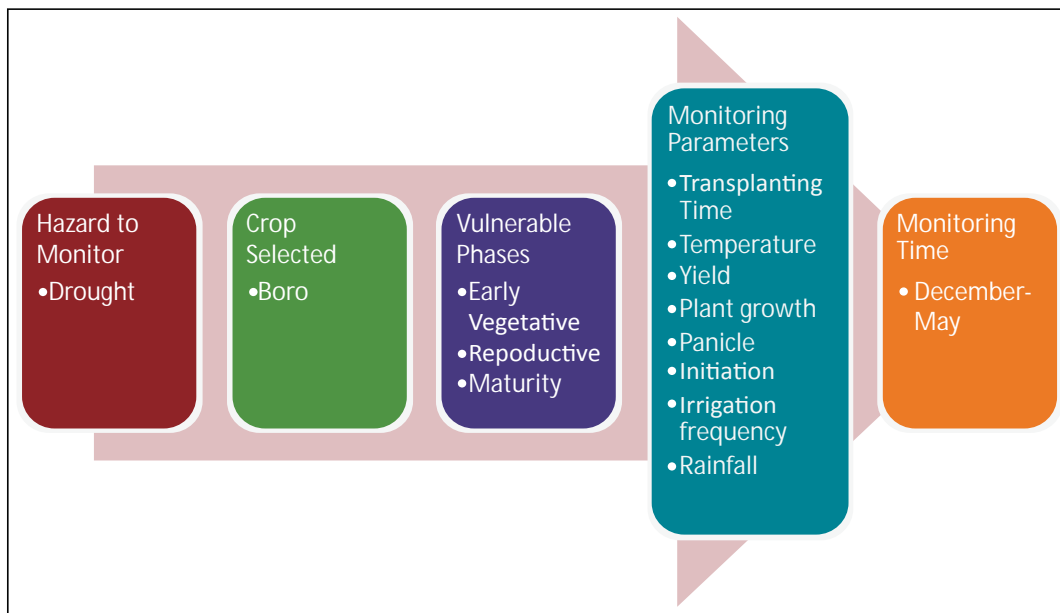 Hazard to
Monitor
•Drought
Crop
Selected
•Boro
Vulnerable
Phases
•Early
Vegetative
•Repoductive
•Maturity
Monitoring
Parameters
•Transplanting
Time
•Temperature
•Yield
•Plant growth
•Panicle
•Initiation
•Irrigation
frequency
•Rainfall
Monitoring
Time
• December-
May